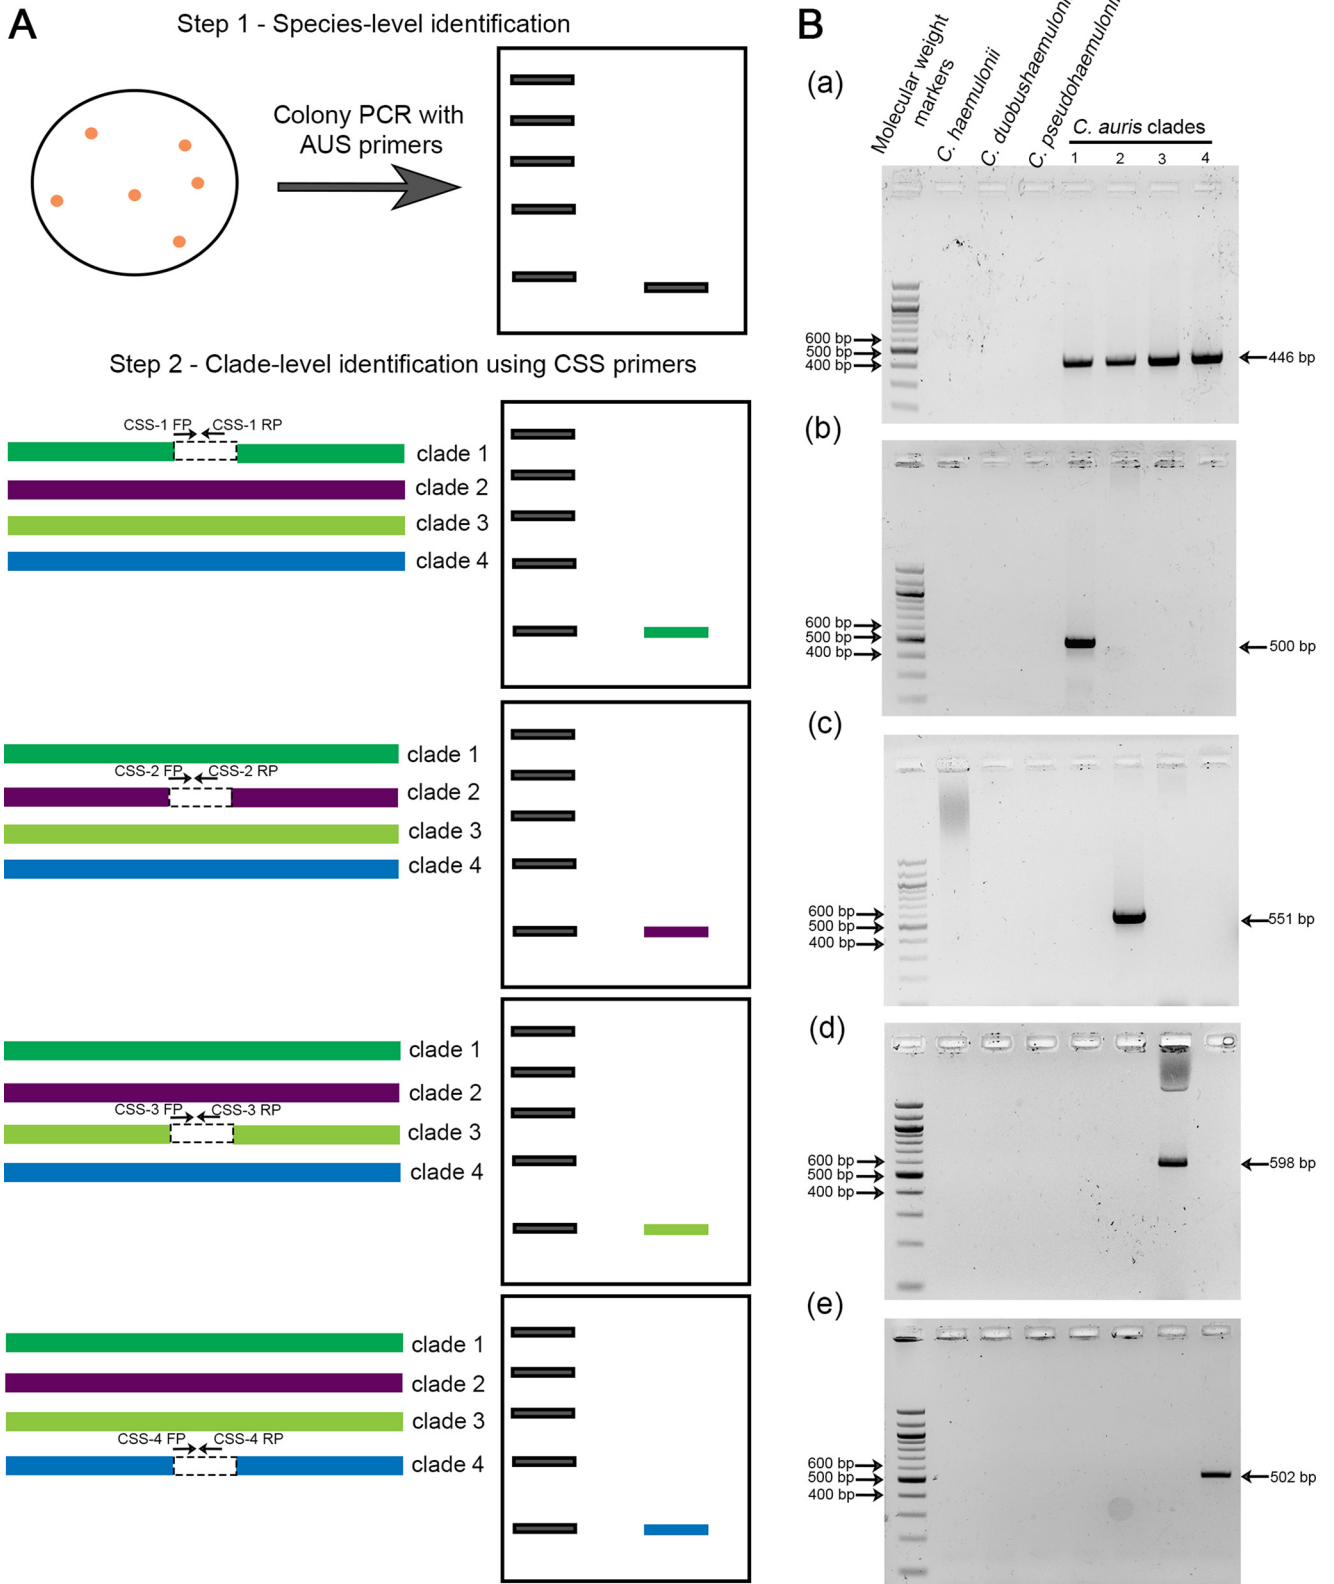 A
Step 1 - Species-level identification
Colony PCR with
AUS primers
Step 2 - Clade-level identification using CSS primers
CSS-1 FP
CSS-1 RP
clade 1
clade 2
clade 3
clade 4
clade 1
CSS-2 FP
CSS-2 RP
clade 2
clade 3
clade 4
clade 1
clade 2
CSS-3 FP
CSS-3 RP
clade 3
clade 4
clade 1
clade 2
clade 3
CSS-4 FP
CSS-4 RP
clade 4
B
(a)
Molecular weight
markers
C. haemulonii
C. duobushaemulonii
C. pseudohaemulonii
C. auris clades
1 2 3 4
600 bp
500 bp
400 bp
446 bp
(b)
600 bp
500 bp
400 bp
500 bp
(c)
600 bp
500 bp
400 bp
551 bp
(d)
600 bp
500 bp
400 bp
598 bp
(e)
600 bp
500 bp
400 bp
502 bp